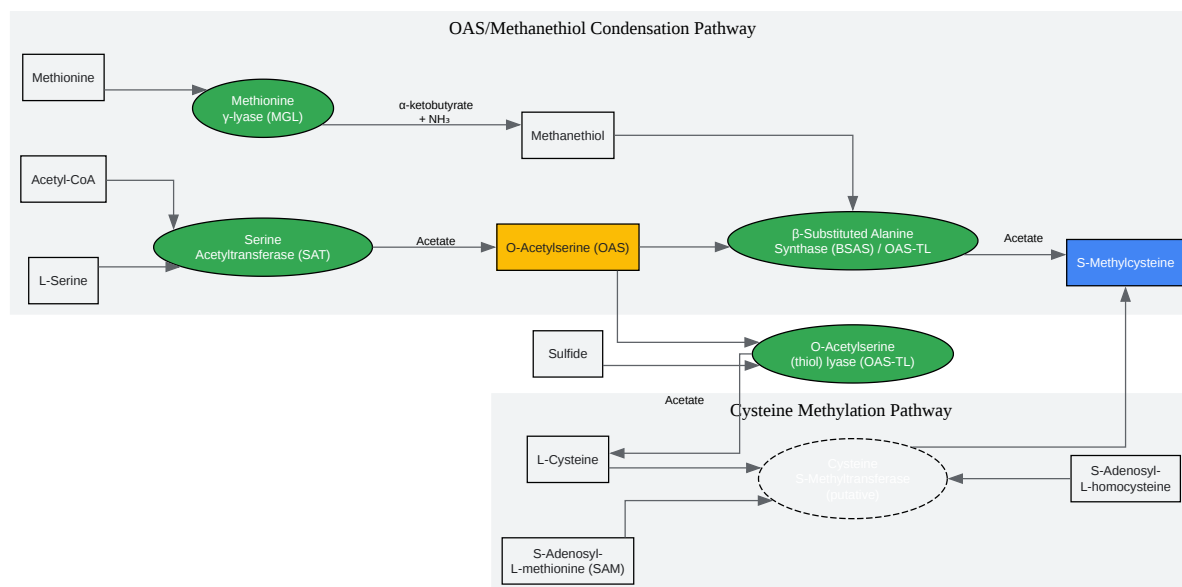 OAS/Methanethiol Condensation Pathway
Methionine
Methionine
γ-lyase (MGL)
α-ketobutyrate
+ NH₃
Methanethiol
Acetyl-CoA
Serine
Acetyltransferase (SAT)
Acetate
O-Acetylserine (OAS)
β-Substituted Alanine
Synthase (BSAS) / OAS-TL
Acetate
S-Methylcysteine
L-Serine
Sulfide
O-Acetylserine
(thiol) lyase (OAS-TL)
Acetate
Cysteine Methylation Pathway
L-Cysteine
Cysteine
S-Methyltransferase
(putative)
S-Adenosyl-
L-homocysteine
S-Adenosyl-
L-methionine (SAM)